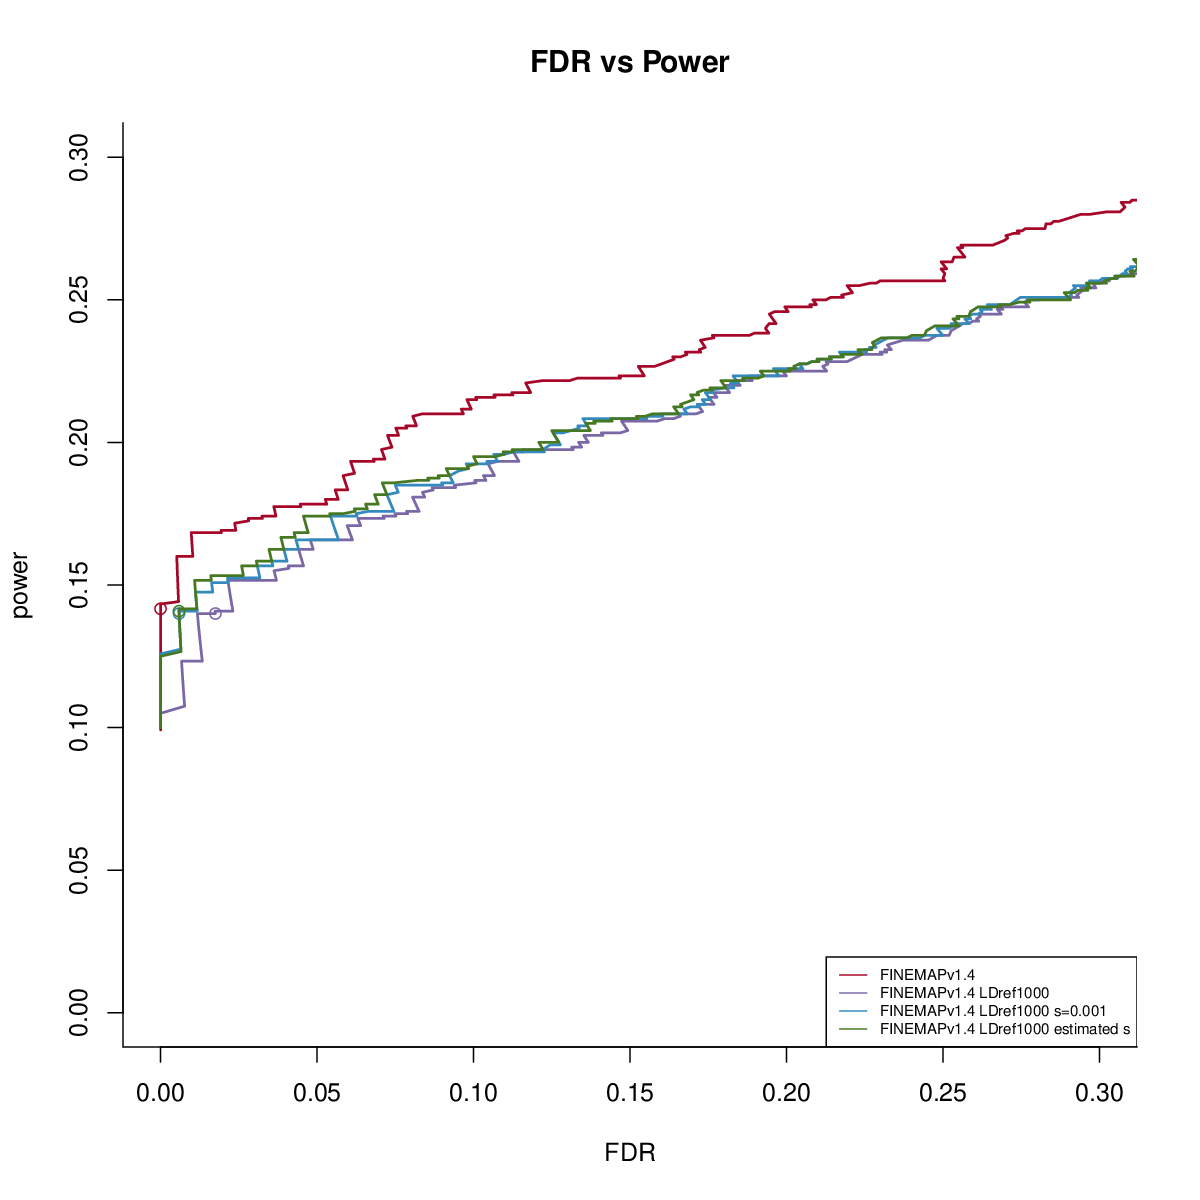 FDR vs Power
0.30
0.25
0.20
0.15
0.10
0.05
0.00
power
0.00 0.05 0.10 0.15 0.20 0.25 0.30
FDR
FINEMAPv1.4
FINEMAPv1.4 LDref1000
FINEMAPv1.4 LDref1000 s=0.001
FINEMAPv1.4 LDref1000 estimated s